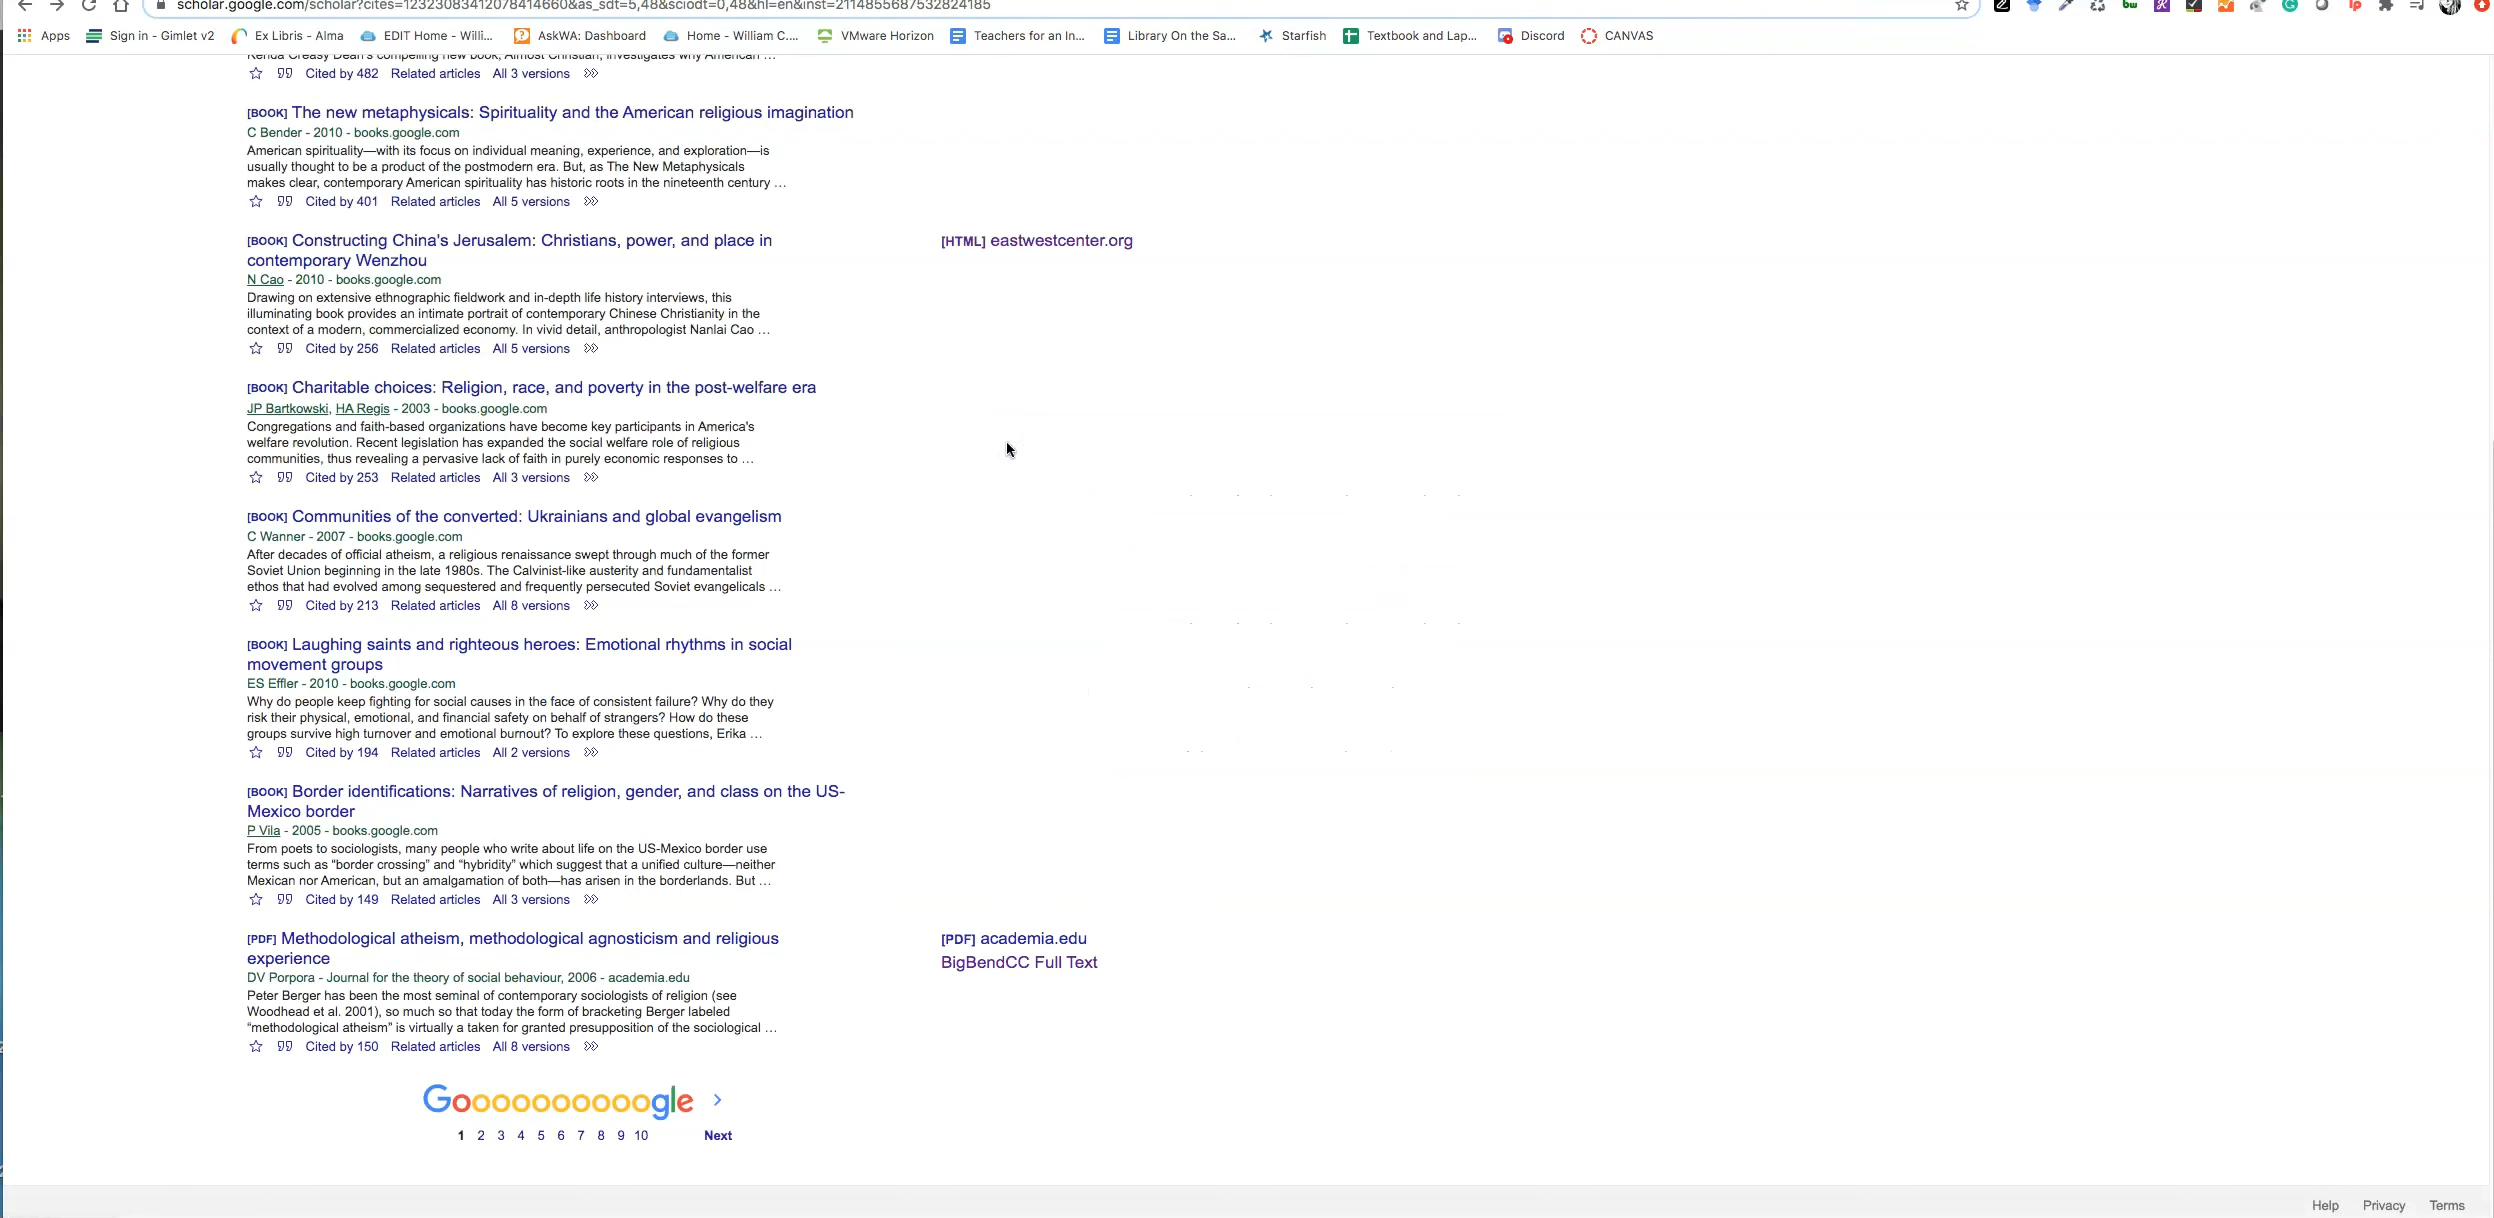 scholar.google.com/scholar?cites=12323083412078414660&as_sdt=5,48&sciodt=0,48&hl=en&inst=2114855687532824185
Apps Sign in - Gimlet v2 Ex Libris - Alma EDIT Home - Willi... AskWA: Dashboard Home - William C.... VMware Horizon Teachers for an In... Library On the Sa... Starfish Textbook and Lap... Discord CANVAS
Kenda Creasy Dean's compelling new book, Almost Christian, investigates why American …
Cited by 482 Related articles All 3 versions
[BOOK] The new metaphysicals: Spirituality and the American religious imagination
C Bender - 2010 - books.google.com
American spirituality—with its focus on individual meaning, experience, and exploration—is
usually thought to be a product of the postmodern era. But, as The New Metaphysicals
makes clear, contemporary American spirituality has historic roots in the nineteenth century …
Cited by 401 Related articles All 5 versions
[BOOK] Constructing China's Jerusalem: Christians, power, and place in
contemporary Wenzhou
[HTML] eastwestcenter.org
N Cao - 2010 - books.google.com
Drawing on extensive ethnographic fieldwork and in-depth life history interviews, this
illuminating book provides an intimate portrait of contemporary Chinese Christianity in the
context of a modern, commercialized economy. In vivid detail, anthropologist Nanlai Cao …
Cited by 256 Related articles All 5 versions
[BOOK] Charitable choices: Religion, race, and poverty in the post-welfare era
JP Bartkowski, HA Regis - 2003 - books.google.com
Congregations and faith-based organizations have become key participants in America's
welfare revolution. Recent legislation has expanded the social welfare role of religious
communities, thus revealing a pervasive lack of faith in purely economic responses to …
Cited by 253 Related articles All 3 versions
[BOOK] Communities of the converted: Ukrainians and global evangelism
C Wanner - 2007 - books.google.com
After decades of official atheism, a religious renaissance swept through much of the former
Soviet Union beginning in the late 1980s. The Calvinist-like austerity and fundamentalist
ethos that had evolved among sequestered and frequently persecuted Soviet evangelicals …
Cited by 213 Related articles All 8 versions
[BOOK] Laughing saints and righteous heroes: Emotional rhythms in social
movement groups
ES Effler - 2010 - books.google.com
Why do people keep fighting for social causes in the face of consistent failure? Why do they
risk their physical, emotional, and financial safety on behalf of strangers? How do these
groups survive high turnover and emotional burnout? To explore these questions, Erika …
Cited by 194 Related articles All 2 versions
[BOOK] Border identifications: Narratives of religion, gender, and class on the US-
Mexico border
P Vila - 2005 - books.google.com
From poets to sociologists, many people who write about life on the US-Mexico border use
terms such as “border crossing” and “hybridity” which suggest that a unified culture—neither
Mexican nor American, but an amalgamation of both—has arisen in the borderlands. But …
Cited by 149 Related articles All 3 versions
[PDF] Methodological atheism, methodological agnosticism and religious
experience
[PDF] academia.edu
BigBendCC Full Text
DV Porpora - Journal for the theory of social behaviour, 2006 - academia.edu
Peter Berger has been the most seminal of contemporary sociologists of religion (see
Woodhead et al. 2001), so much so that today the form of bracketing Berger labeled
“methodological atheism” is virtually a taken for granted presupposition of the sociological …
Cited by 150 Related articles All 8 versions
Goooooooooogle
1 2 3 4 5 6 7 8 9 10 Next
Help Privacy Terms